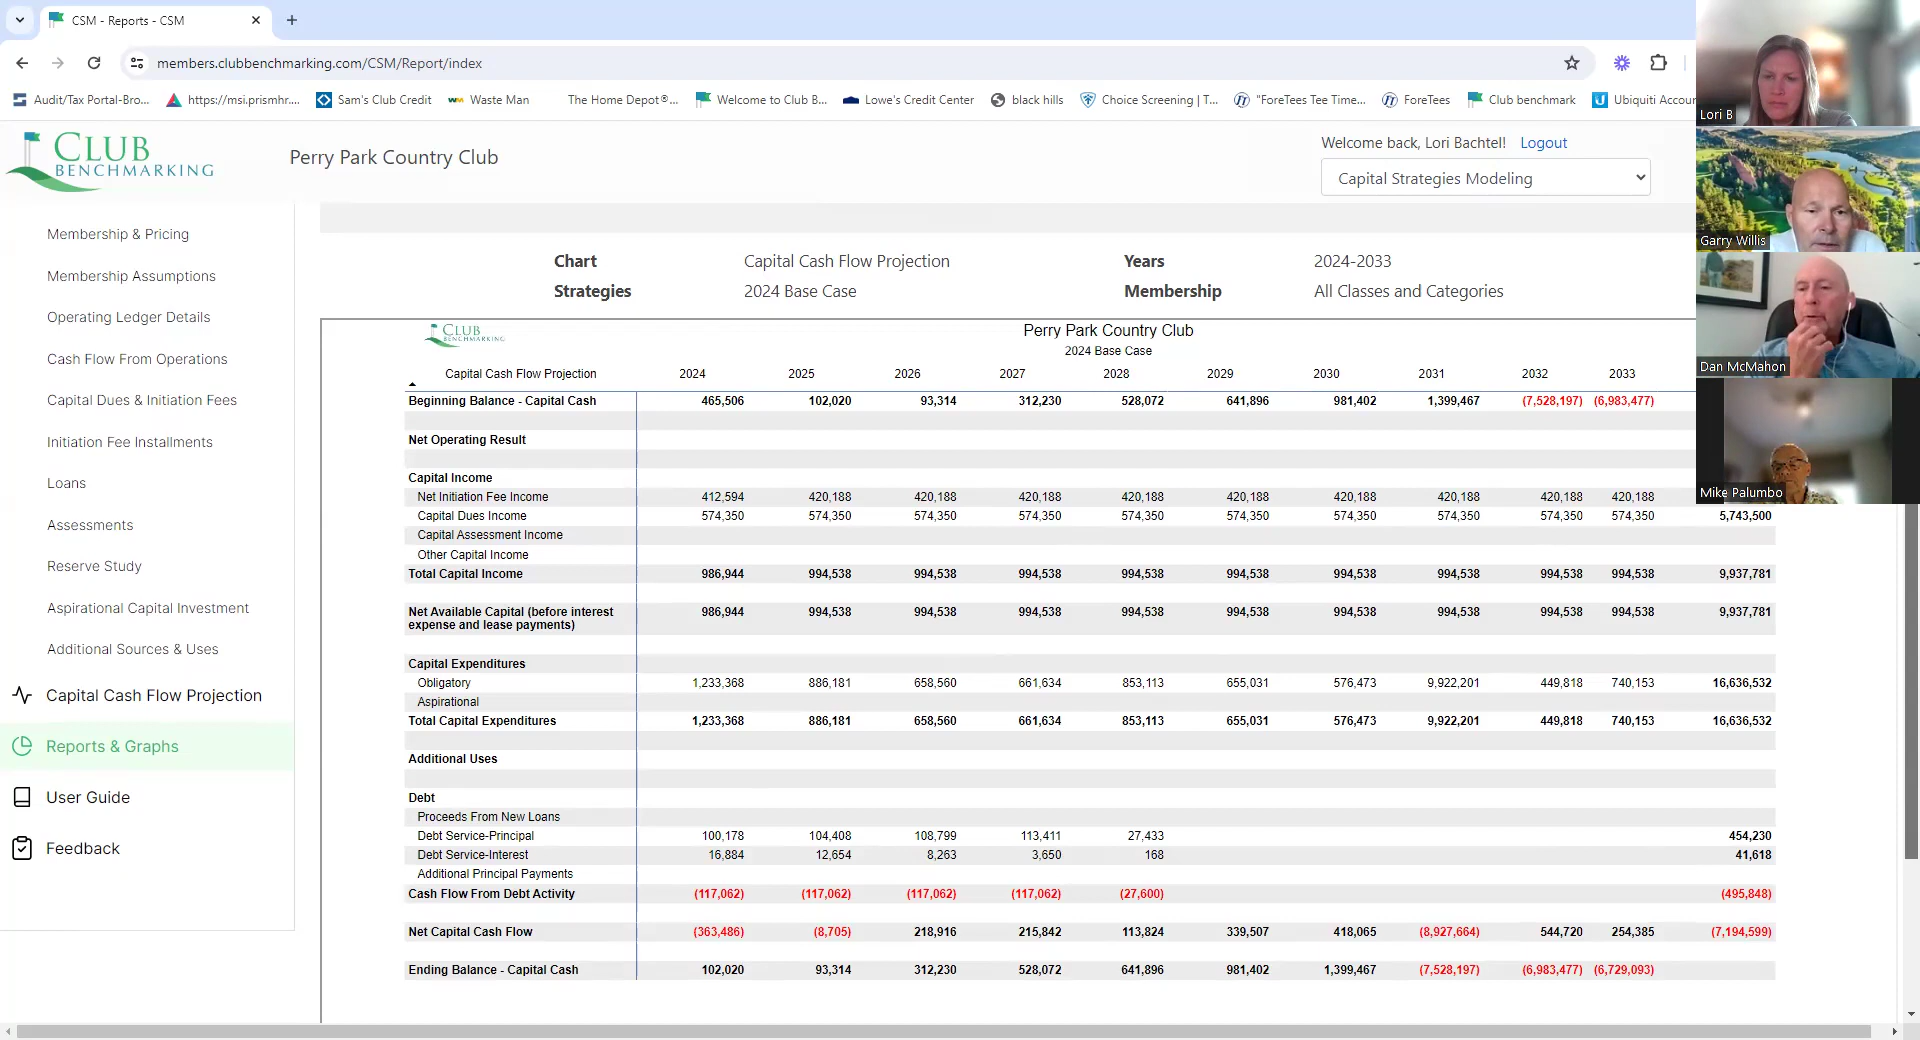 CSM - Reports - CSM
members.clubbenchmarking.com/CSM/Report/index
Audit/Tax Portal-Bro... https://msi.prismhr.... Sam's Club Credit Waste Man The Home Depot®... Welcome to Club B... Lowe's Credit Center black hills Choice Screening | T... "ForeTees Tee Time... ForeTees Club benchmark Ubiquiti Accou
CLUB
BENCHMARKING
Perry Park Country Club
Welcome back, Lori Bachtel! Logout
Capital Strategies Modeling
Lori B
Garry Willis
Dan McMahon
Mike Palumbo
Membership & Pricing
Membership Assumptions
Operating Ledger Details
Cash Flow From Operations
Capital Dues & Initiation Fees
Initiation Fee Installments
Loans
Assessments
Reserve Study
Aspirational Capital Investment
Additional Sources & Uses
Capital Cash Flow Projection
Reports & Graphs
User Guide
Feedback
Chart Capital Cash Flow Projection Years 2024-2033
Strategies 2024 Base Case Membership All Classes and Categories
CLUB
BENCHMARKING
Perry Park Country Club
2024 Base Case
Capital Cash Flow Projection 2024 2025 2026 2027 2028 2029 2030 2031 2032 2033
Beginning Balance - Capital Cash 465,506 102,020 93,314 312,230 528,072 641,896 981,402 1,399,467 (7,528,197) (6,983,477)
Net Operating Result
Capital Income
Net Initiation Fee Income 412,594 420,188 420,188 420,188 420,188 420,188 420,188 420,188 420,188 420,188
Capital Dues Income 574,350 574,350 574,350 574,350 574,350 574,350 574,350 574,350 574,350 574,350 5,743,500
Capital Assessment Income
Other Capital Income
Total Capital Income 986,944 994,538 994,538 994,538 994,538 994,538 994,538 994,538 994,538 994,538 9,937,781
Net Available Capital (before interest 986,944 994,538 994,538 994,538 994,538 994,538 994,538 994,538 994,538 994,538 9,937,781
expense and lease payments)
Capital Expenditures
Obligatory 1,233,368 886,181 658,560 661,634 853,113 655,031 576,473 9,922,201 449,818 740,153 16,636,532
Aspirational
Total Capital Expenditures 1,233,368 886,181 658,560 661,634 853,113 655,031 576,473 9,922,201 449,818 740,153 16,636,532
Additional Uses
Debt
Proceeds From New Loans
Debt Service-Principal 100,178 104,408 108,799 113,411 27,433 454,230
Debt Service-Interest 16,884 12,654 8,263 3,650 168 41,618
Additional Principal Payments
Cash Flow From Debt Activity (117,062) (117,062) (117,062) (117,062) (27,600) (495,848)
Net Capital Cash Flow (363,486) (8,705) 218,916 215,842 113,824 339,507 418,065 (8,927,664) 544,720 254,385 (7,194,599)
Ending Balance - Capital Cash 102,020 93,314 312,230 528,072 641,896 981,402 1,399,467 (7,528,197) (6,983,477) (6,729,093)